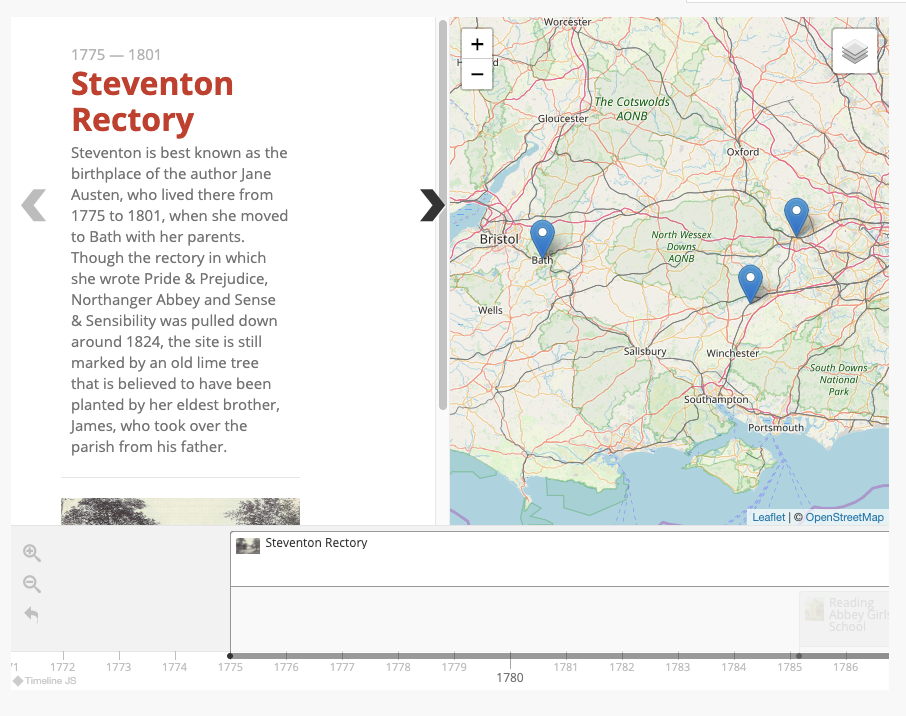 1775 — 1801
Steventon
Rectory
Steventon is best known as the
birthplace of the author Jane
Austen, who lived there from
1775 to 1801, when she moved
to Bath with her parents.
Though the rectory in which
she wrote Pride & Prejudice,
Northanger Abbey and Sense
& Sensibility was pulled down
around 1824, the site is still
marked by an old lime tree
that is believed to have been
planted by her eldest brother,
James, who took over the
parish from his father.
+
−
Worcester
The Cotswolds
AONB
Gloucester
Oxford
Bristol
North Wessex
Downs
AONB
Bath
Wells
Salisbury
Winchester
South Downs
National
Park
Southampton
Portsmouth
Leaflet | © OpenStreetMap
Steventon Rectory
Reading
Abbey Girls
School
1772
1773
1774
1775
1776
1777
1778
1779
1780
1781
1782
1783
1784
1785
1786
Timeline JS